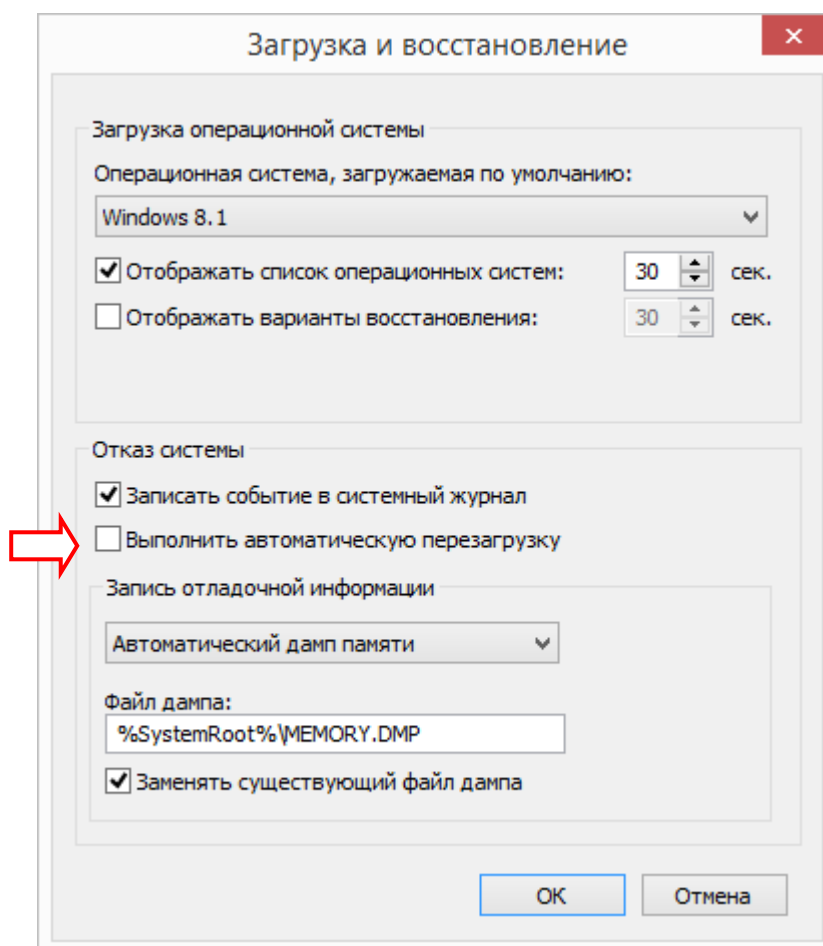 Загрузка и восстановление
Загрузка операционной системы
Операционная система, загружаемая по умолчанию:
Windows 8.1
Отображать список операционных систем: 30 сек.
Отображать варианты восстановления: 30 сек.
Отказ системы
Записать событие в системный журнал
Выполнить автоматическую перезагрузку
Запись отладочной информации
Автоматический дамп памяти
Файл дампа:
%SystemRoot%\MEMORY.DMP
Заменять существующий файл дампа
ОК Отмена